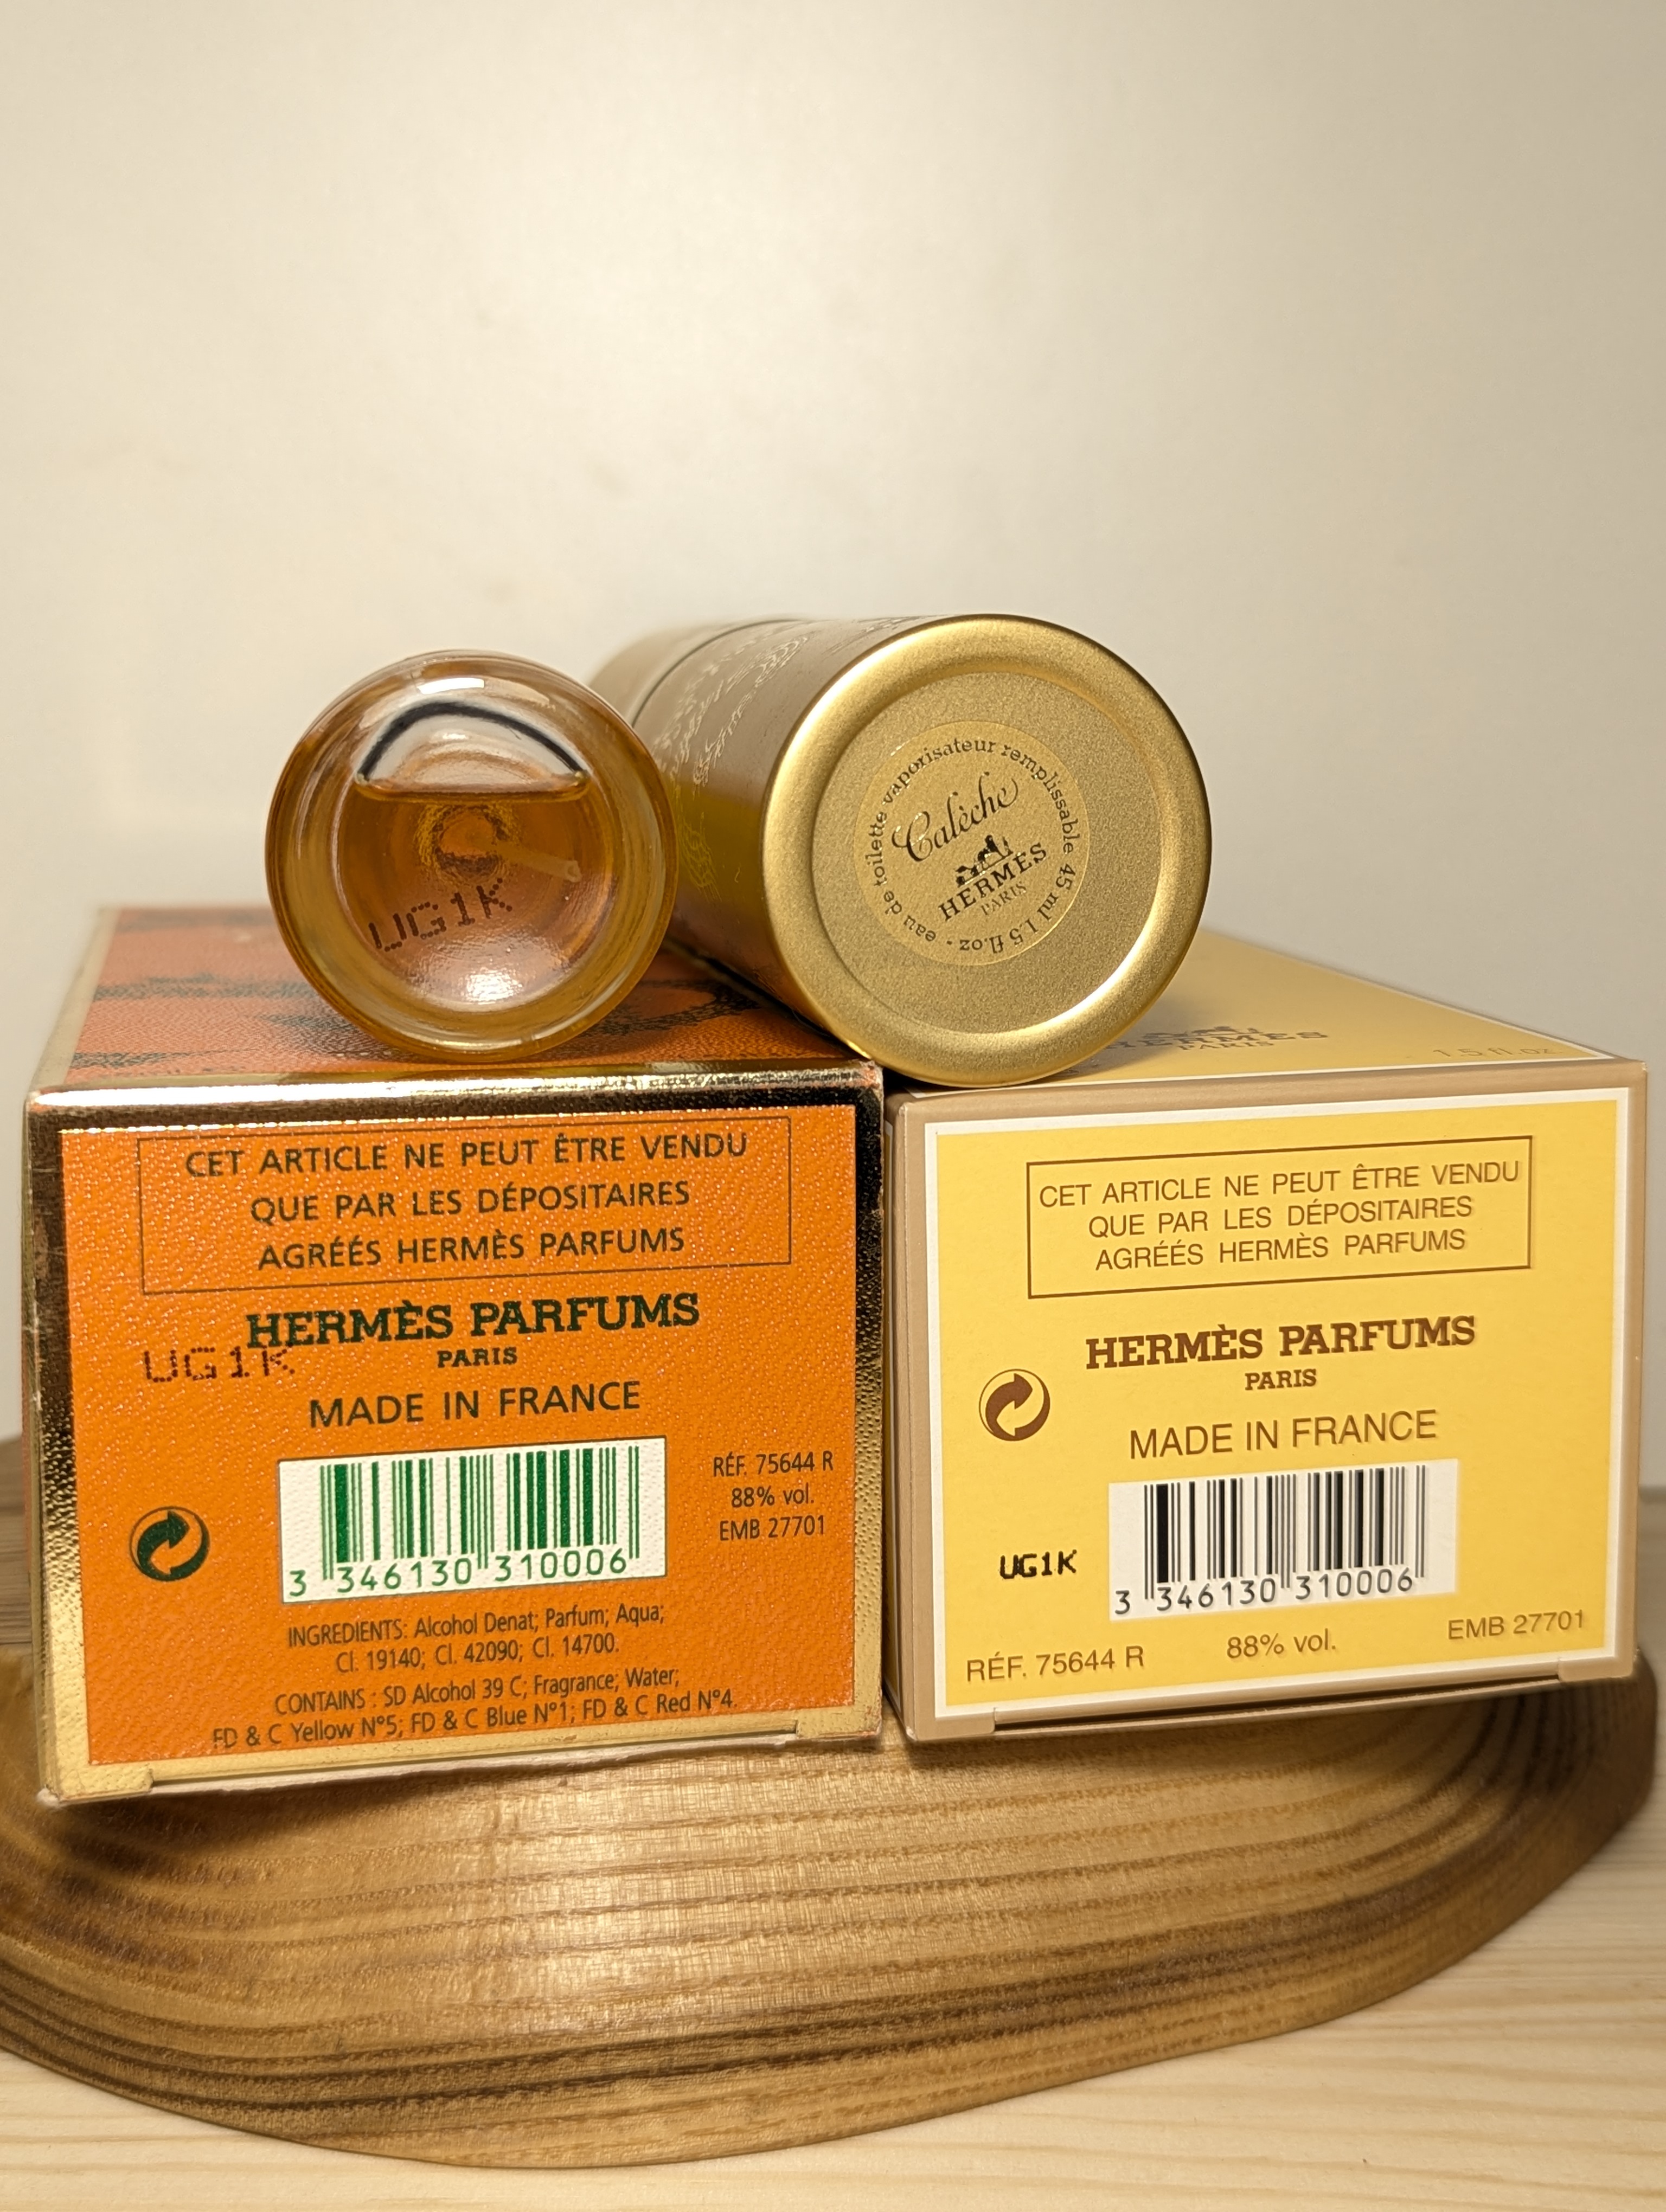 UG1K
eau de toilette vaporisateur remplissable 45 ml 1.5 fl.oz -
Calèche
HERMÈS
PARIS
HERMÈS
PARIS
1.5 fl.oz
CET ARTICLE NE PEUT ÊTRE VENDU
QUE PAR LES DÉPOSITAIRES
AGRÉÉS HERMÈS PARFUMS
HERMÈS PARFUMS
UG1K
PARIS
MADE IN FRANCE
RÉF. 75644 R
88% vol.
EMB 27701
3 346130 310006
INGREDIENTS: Alcohol Denat; Parfum; Aqua;
CI. 19140; CI. 42090; CI. 14700.
CONTAINS : SD Alcohol 39 C; Fragrance; Water;
FD & C Yellow N°5; FD & C Blue N°1; FD & C Red N°4.
CET ARTICLE NE PEUT ÊTRE VENDU
QUE PAR LES DÉPOSITAIRES
AGRÉÉS HERMÈS PARFUMS
HERMÈS PARFUMS
PARIS
MADE IN FRANCE
UG1K
3 346130 310006
RÉF. 75644 R
88% vol.
EMB 27701